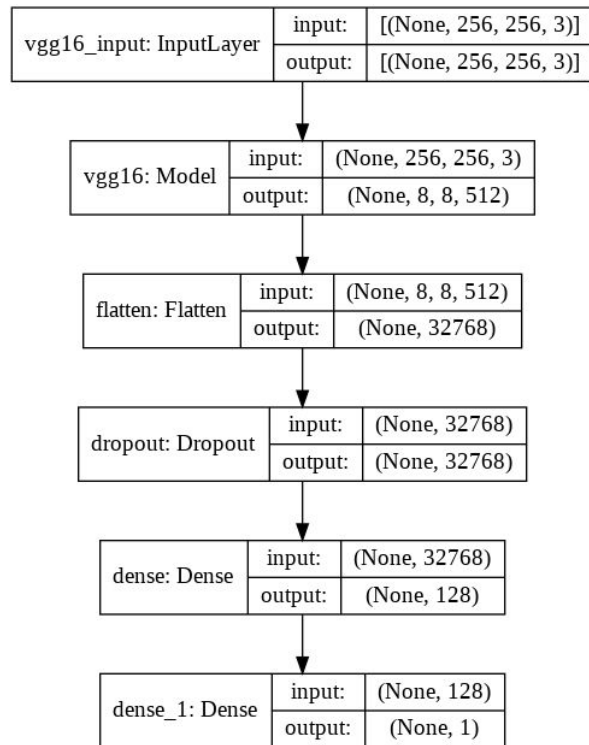 vgg16_input: InputLayer
input: [(None, 256, 256, 3)]
output: [(None, 256, 256, 3)]
vgg16: Model
input: (None, 256, 256, 3)
output: (None, 8, 8, 512)
flatten: Flatten
input: (None, 8, 8, 512)
output: (None, 32768)
dropout: Dropout
input: (None, 32768)
output: (None, 32768)
dense: Dense
input: (None, 32768)
output: (None, 128)
dense_1: Dense
input: (None, 128)
output: (None, 1)